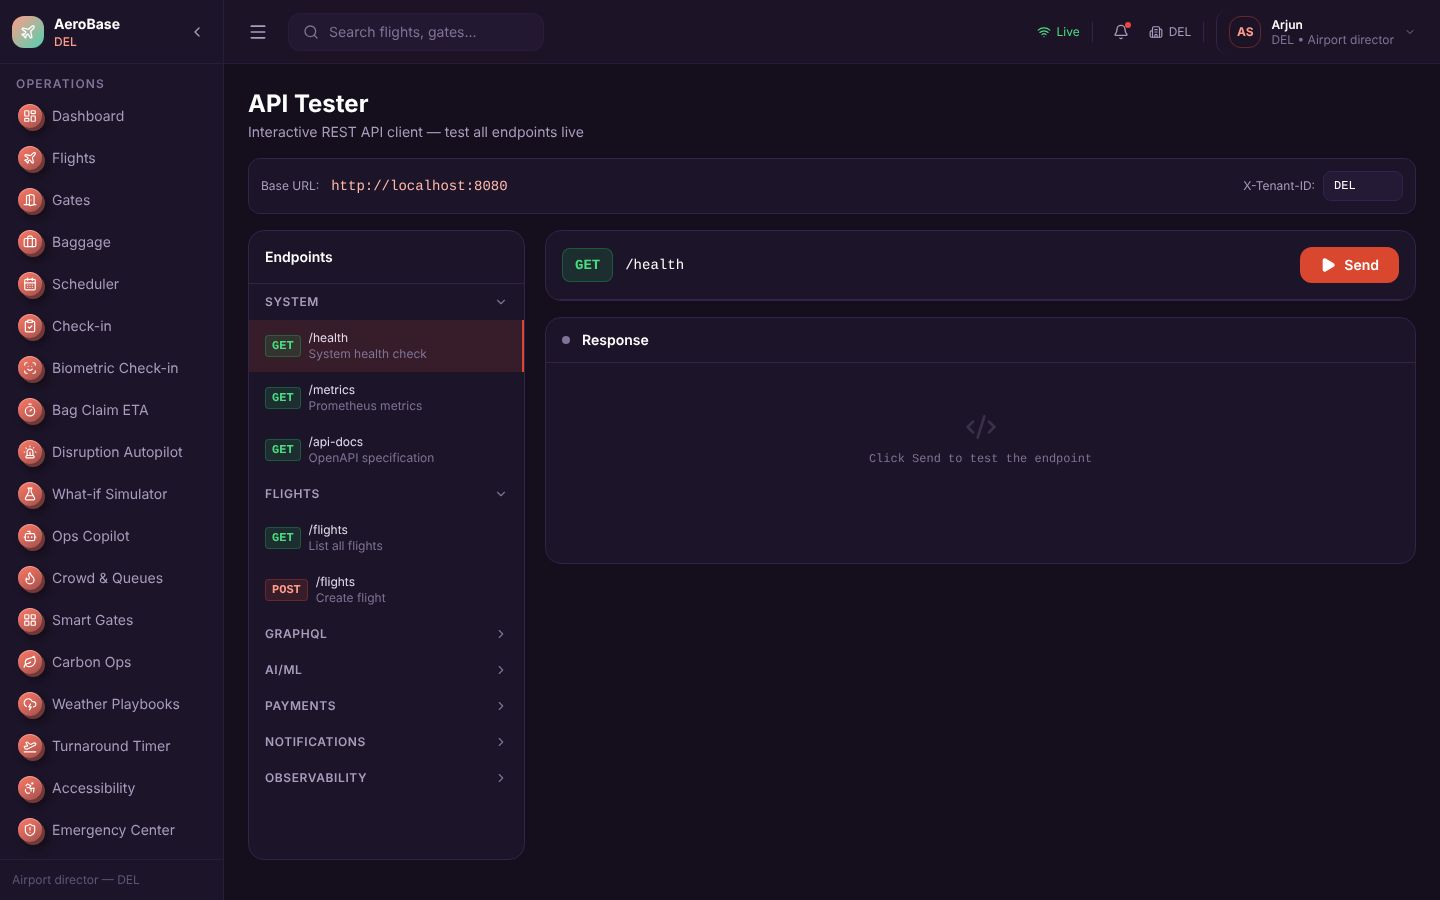 AeroBase
DEL
Search flights, gates...
Live
DEL
AS
Arjun
DEL • Airport director
OPERATIONS
Dashboard
Flights
Gates
Baggage
Scheduler
Check-in
Biometric Check-in
Bag Claim ETA
Disruption Autopilot
What-if Simulator
Ops Copilot
Crowd & Queues
Smart Gates
Carbon Ops
Weather Playbooks
Turnaround Timer
Accessibility
Emergency Center
Airport director — DEL
API Tester
Interactive REST API client — test all endpoints live
Base URL: http://localhost:8080
X-Tenant-ID: DEL
Endpoints
SYSTEM
GET /health
System health check
GET /metrics
Prometheus metrics
GET /api-docs
OpenAPI specification
FLIGHTS
GET /flights
List all flights
POST /flights
Create flight
GRAPHQL
AI/ML
PAYMENTS
NOTIFICATIONS
OBSERVABILITY
GET /health
Send
Response
Click Send to test the endpoint